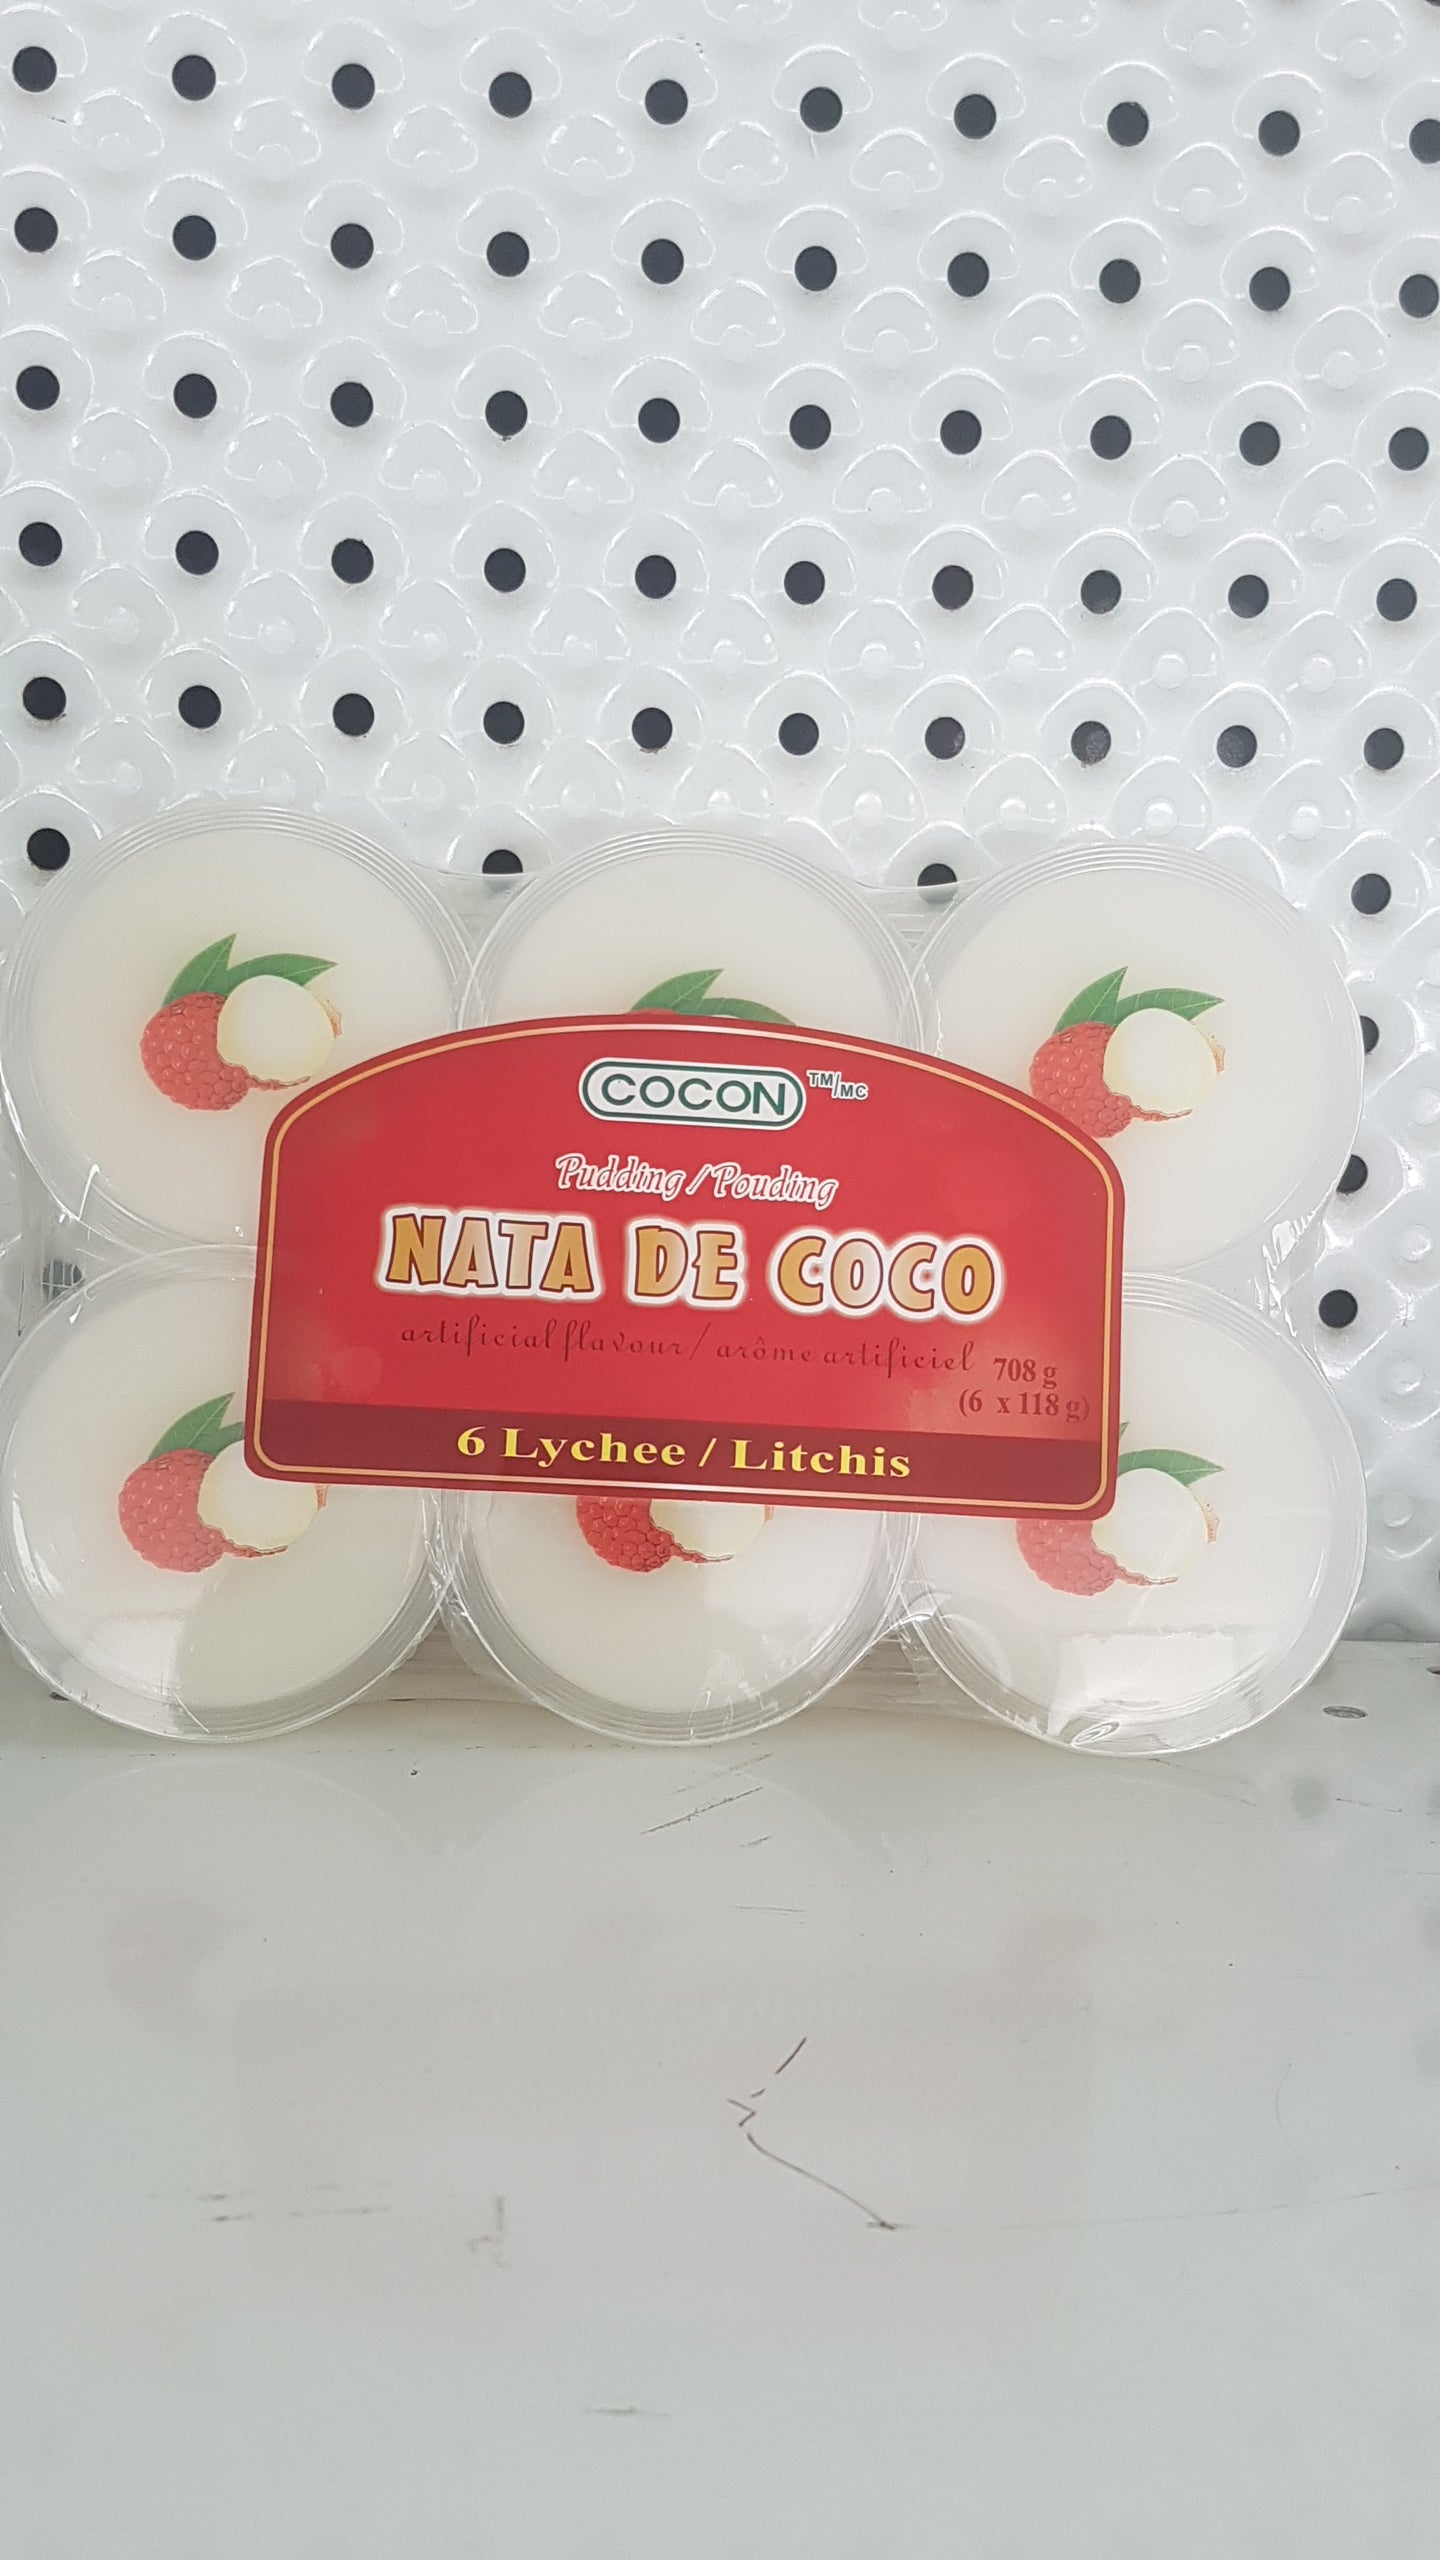 COCON TM/MC
Pudding / Pouding
NATA DE COCO
artificial flavour / arôme artificiel
708 g
(6 x 118 g)
6 Lychee / Litchis